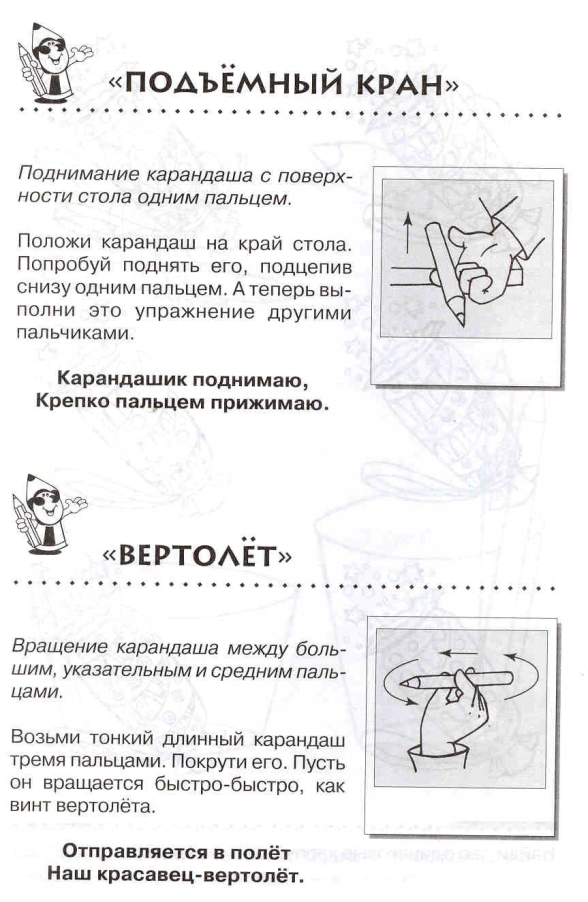 «ПОДЪЁМНЫЙ КРАН»
Поднимание карандаша с поверх-
ности стола одним пальцем.
Положи карандаш на край стола.
Попробуй поднять его, подцепив
снизу одним пальцем. А теперь вы-
полни это упражнение другими
пальчиками.
Карандашик поднимаю,
Крепко пальцем прижимаю.
«ВЕРТОЛЁТ»
Вращение карандаша между боль-
шим, указательным и средним паль-
цами.
Возьми тонкий длинный карандаш
тремя пальцами. Покрути его. Пусть
он вращается быстро-быстро, как
винт вертолёта.
Отправляется в полёт
Наш красавец-вертолёт.